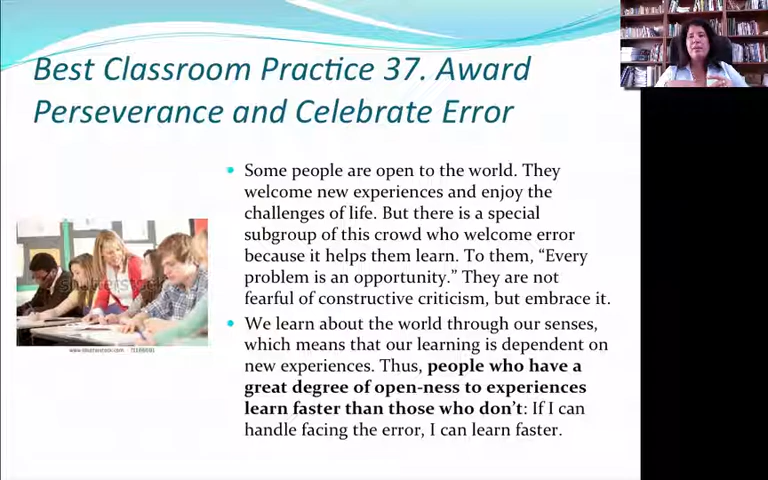 Best Classroom Practice 37. Award
Perseverance and Celebrate Error
Some people are open to the world. They
welcome new experiences and enjoy the
challenges of life. But there is a special
subgroup of this crowd who welcome error
because it helps them learn. To them, “Every
problem is an opportunity.” They are not
fearful of constructive criticism, but embrace it.
We learn about the world through our senses,
which means that our learning is dependent on
new experiences. Thus, people who have a
great degree of open-ness to experiences
learn faster than those who don’t: If I can
handle facing the error, I can learn faster.
shutterstock
www.shutterstock.com